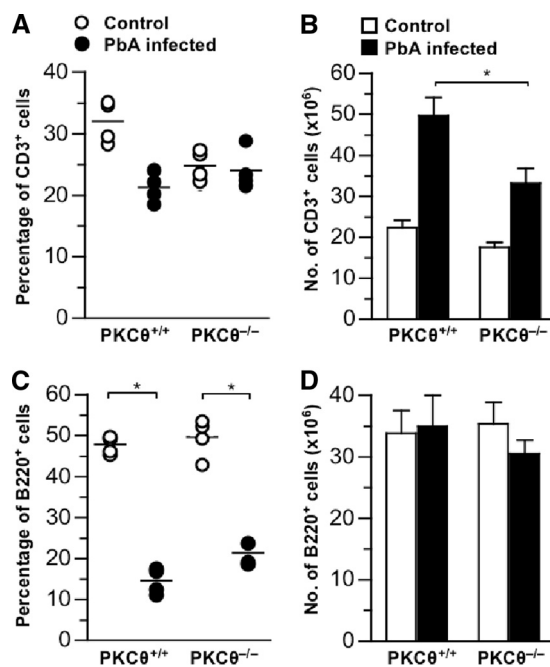 A
Control
PbA infected
Percentage of CD3⁺ cells
40
30
20
10
0
PKCθ⁺/⁺ PKCθ⁻/⁻
B
Control
PbA infected
No. of CD3⁺ cells (x10⁶)
60
50
40
30
20
10
0
*
PKCθ⁺/⁺ PKCθ⁻/⁻
C
Percentage of B220⁺ cells
60
50
40
30
20
10
0
* *
PKCθ⁺/⁺ PKCθ⁻/⁻
D
No. of B220⁺ cells (x10⁶)
40
30
20
10
0
PKCθ⁺/⁺ PKCθ⁻/⁻